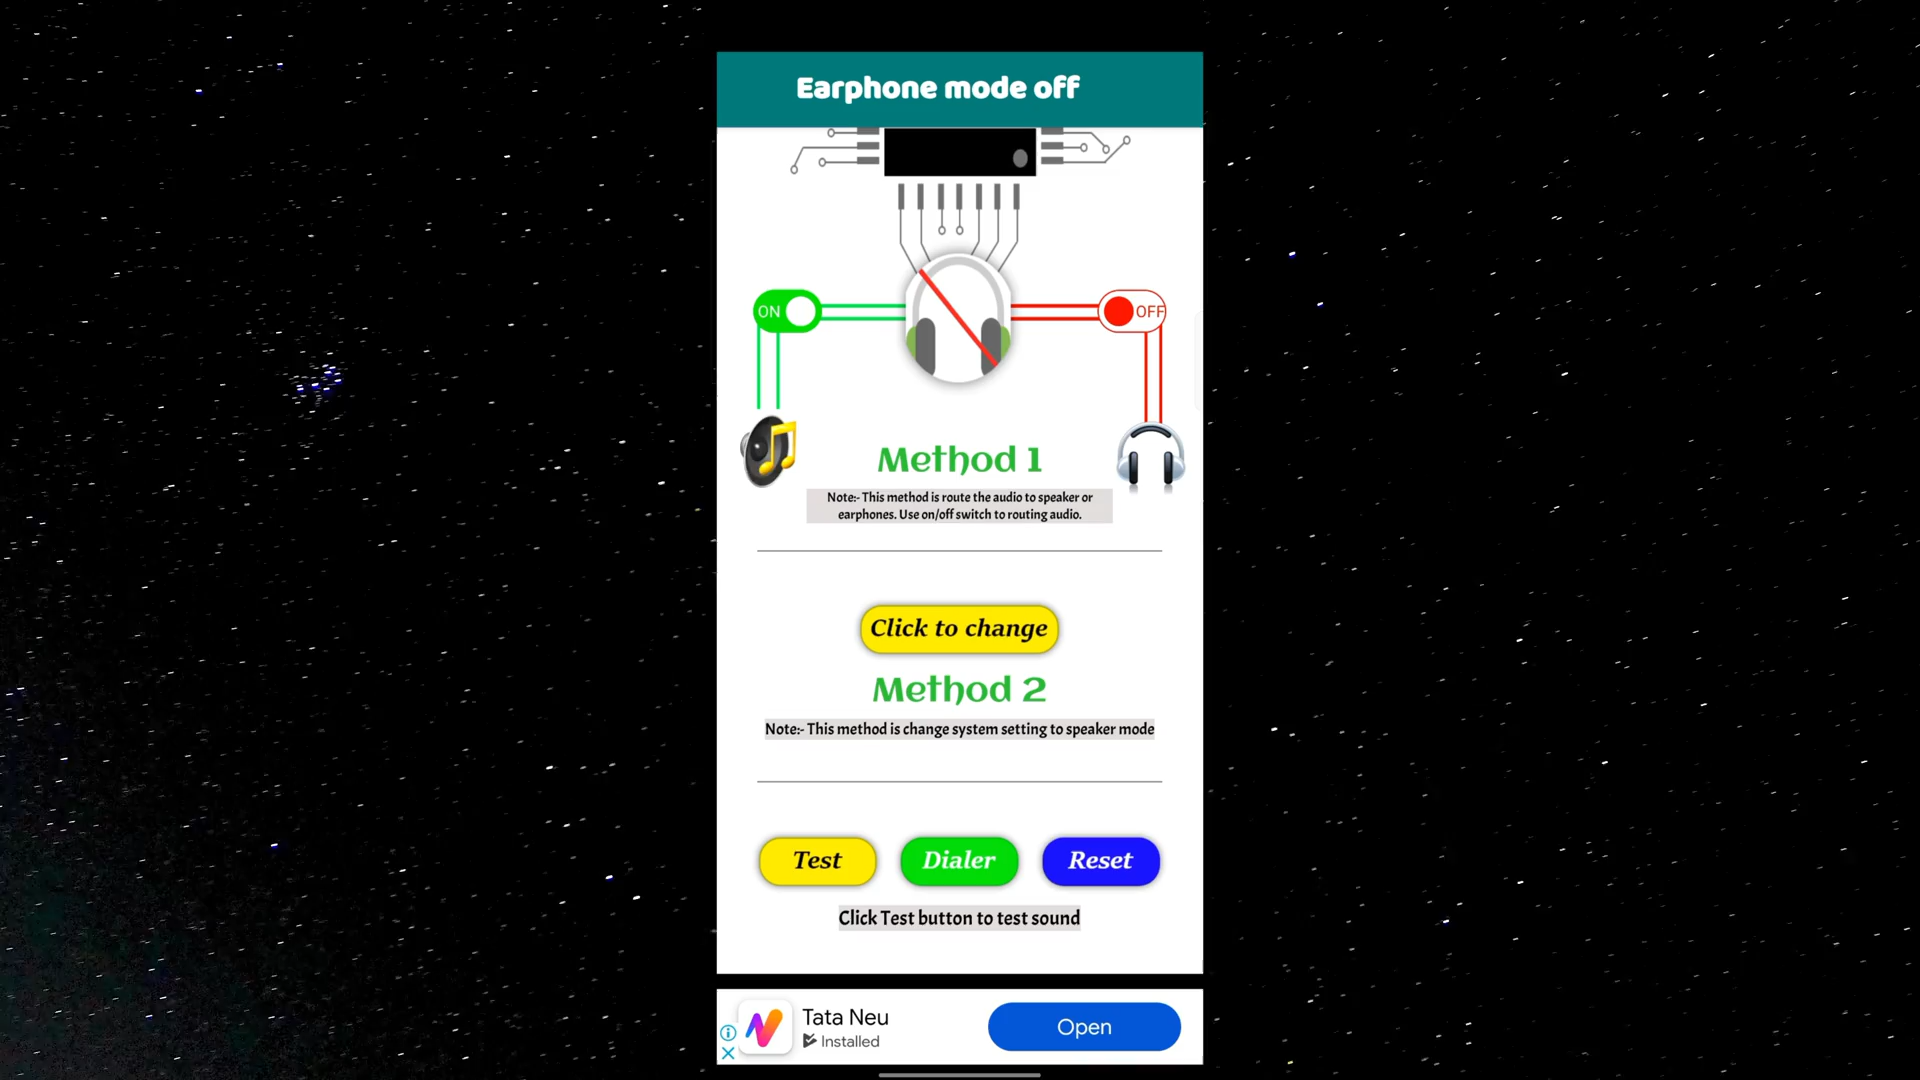 Earphone mode off
ON
OFF
Method 1
Note:- This method is route the audio to speaker or
earphones. Use on/off switch to routing audio.
Click to change
Method 2
Note:- This method is change system setting to speaker mode
Test
Dialer
Reset
Click Test button to test sound
Tata Neu
Installed
Open